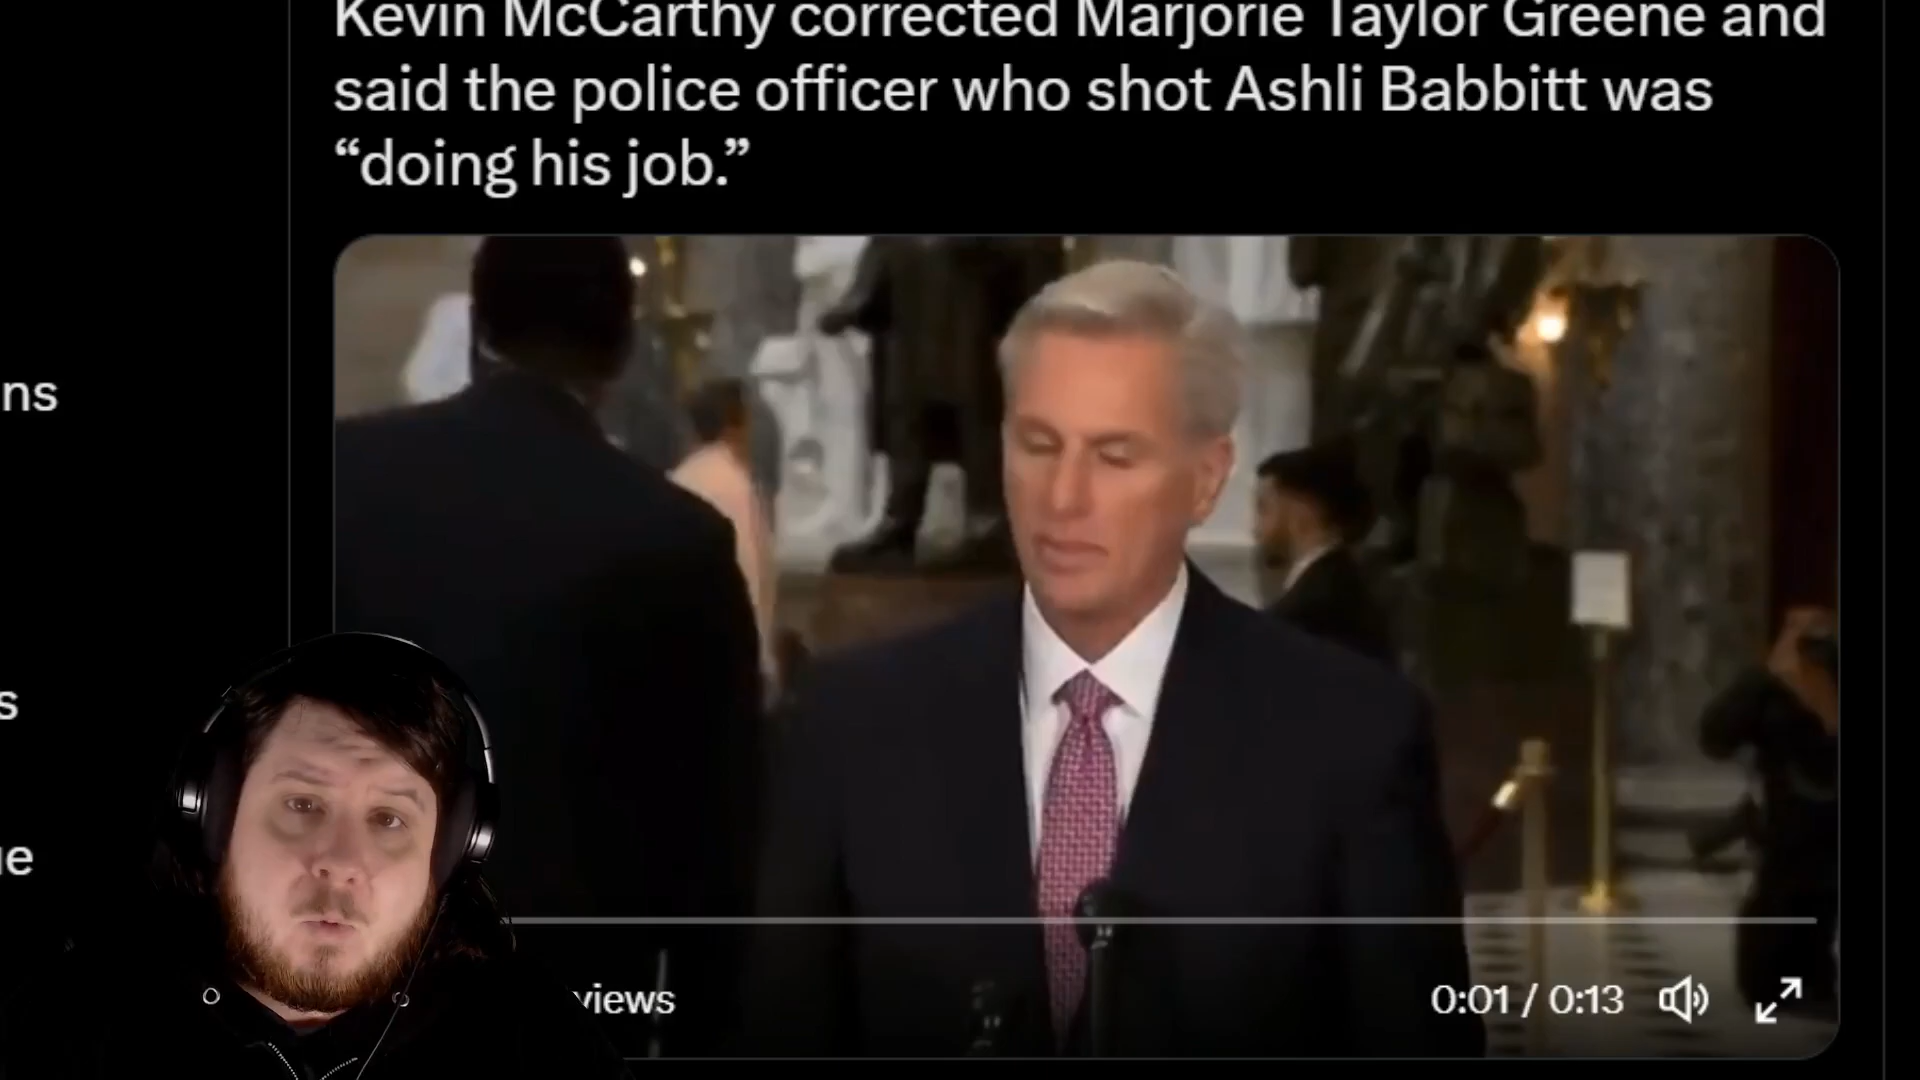 Kevin McCarthy corrected Marjorie Taylor Greene and
said the police officer who shot Ashli Babbitt was
“doing his job.”
ns
s
views
0:01 / 0:13